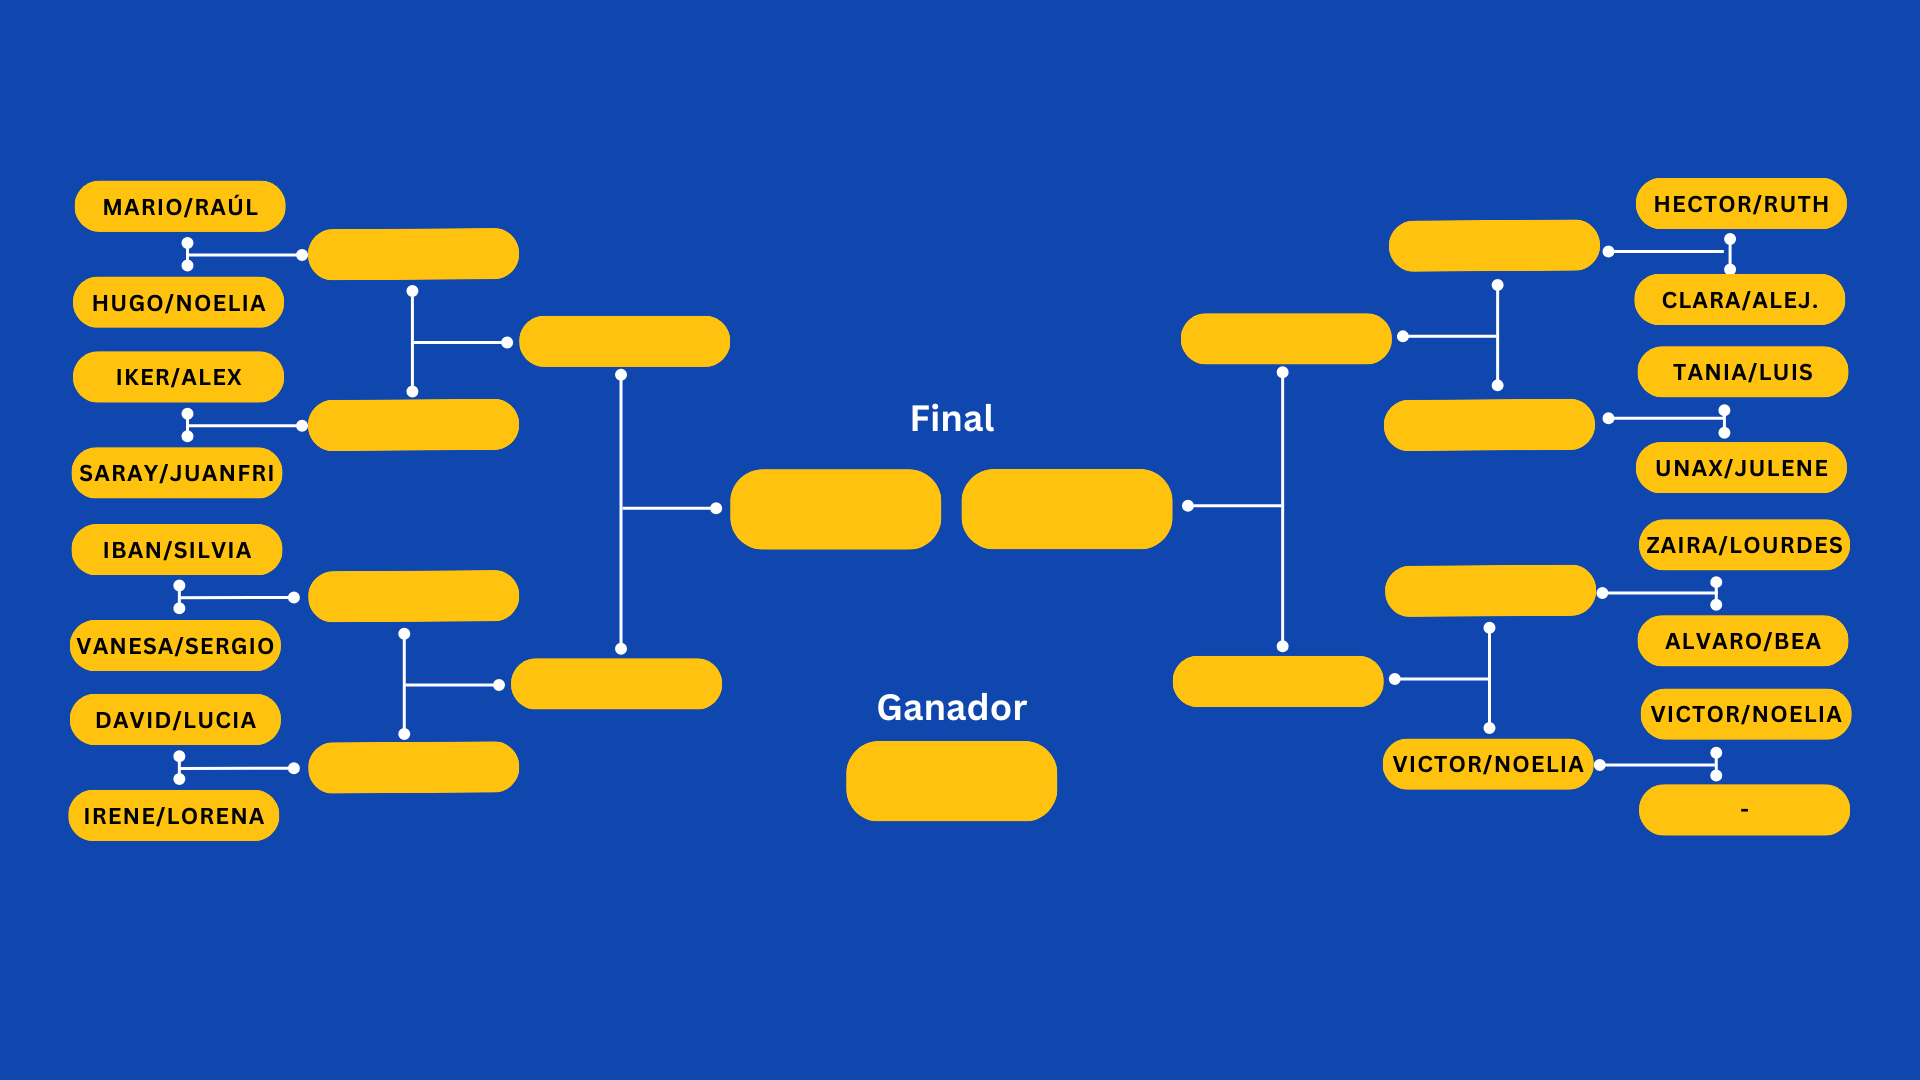 MARIO/RAÚL
HUGO/NOELIA
IKER/ALEX
SARAY/JUANFRI
IBAN/SILVIA
VANESA/SERGIO
DAVID/LUCIA
IRENE/LORENA
Final
Ganador
HECTOR/RUTH
CLARA/ALEJ.
TANIA/LUIS
UNAX/JULENE
ZAIRA/LOURDES
ALVARO/BEA
VICTOR/NOELIA
VICTOR/NOELIA
-